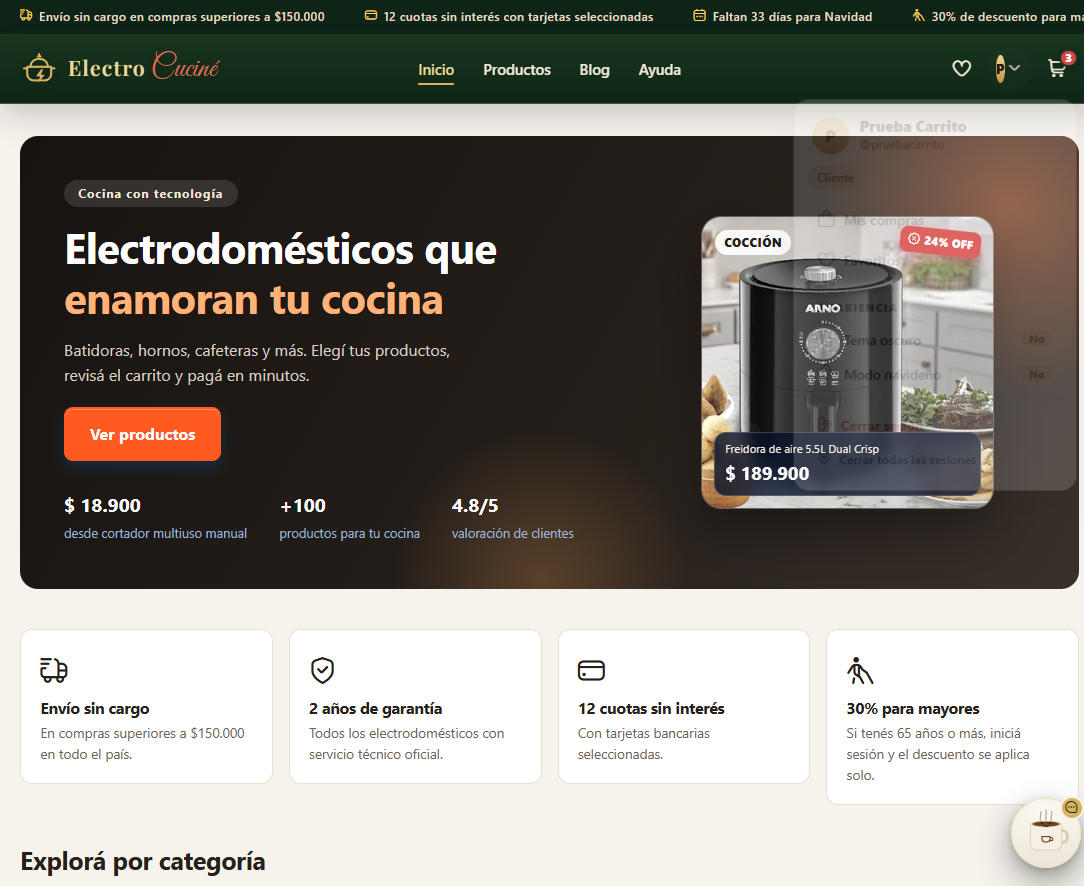 Envío sin cargo en compras superiores a $150.000
12 cuotas sin interés con tarjetas seleccionadas
Faltan 33 días para Navidad
30% de descuento para ma
Electro Cuciné
Inicio
Productos
Blog
Ayuda
P
3
P
Prueba Carrito
@pruebacarrito
Cliente
Mis compras
Favoritos
Tema oscuro
No
Modo navideño
No
Cerrar todas las sesiones
Cocina con tecnología
Electrodomésticos que
enamoran tu cocina
Batidoras, hornos, cafeteras y más. Elegí tus productos,
revisá el carrito y pagá en minutos.
Ver productos
$ 18.900
desde cortador multiuso manual
+100
productos para tu cocina
4.8/5
valoración de clientes
COCCIÓN
24% OFF
ARNO
Freidora de aire 5.5L Dual Crisp
$ 189.900
Envío sin cargo
En compras superiores a $150.000
en todo el país.
2 años de garantía
Todos los electrodomésticos con
servicio técnico oficial.
12 cuotas sin interés
Con tarjetas bancarias
seleccionadas.
30% para mayores
Si tenés 65 años o más, iniciá
sesión y el descuento se aplica
solo.
Explorá por categoría